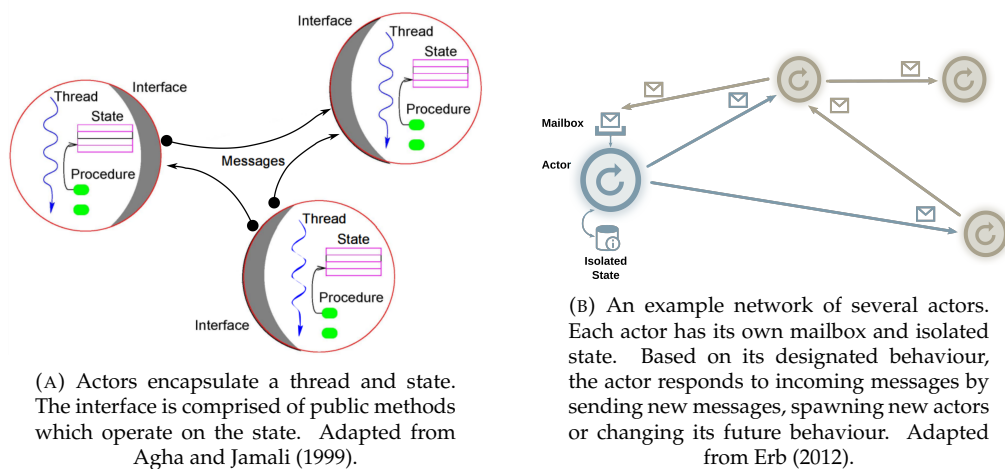 Interface
Thread
State
Procedure
Interface
Thread
State
Procedure
Messages
Thread
State
Procedure
Interface
(A) Actors encapsulate a thread and state.
The interface is comprised of public methods
which operate on the state. Adapted from
Agha and Jamali (1999).
Mailbox
Actor
Isolated
State
(B) An example network of several actors.
Each actor has its own mailbox and isolated
state. Based on its designated behaviour,
the actor responds to incoming messages by
sending new messages, spawning new actors
or changing its future behaviour. Adapted
from Erb (2012).